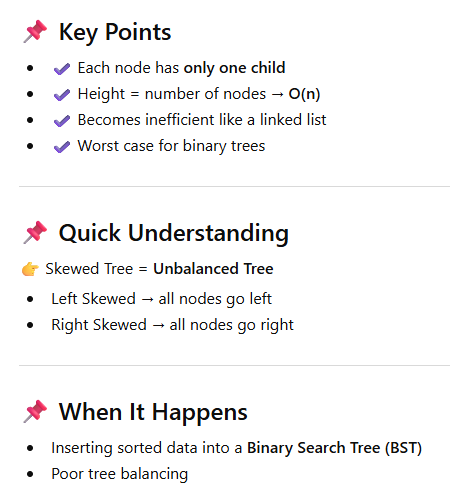 📌 Key Points
• ✔ Each node has only one child
• ✔ Height = number of nodes → O(n)
• ✔ Becomes inefficient like a linked list
• ✔ Worst case for binary trees
📌 Quick Understanding
👉 Skewed Tree = Unbalanced Tree
• Left Skewed → all nodes go left
• Right Skewed → all nodes go right
📌 When It Happens
• Inserting sorted data into a Binary Search Tree (BST)
• Poor tree balancing